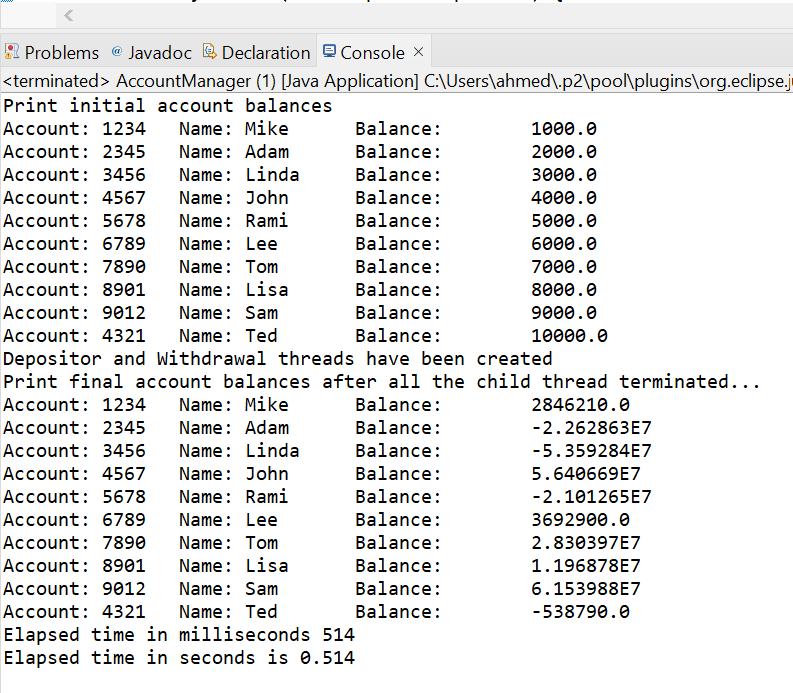 Problems @ Javadoc Declaration Console
<terminated> AccountManager (1) [Java Application] C:\Users\ahmed\.p2\pool\plugins\org.eclipse.ju
Print initial account balances
Account: 1234 Name: Mike Balance: 1000.0
Account: 2345 Name: Adam Balance: 2000.0
Account: 3456 Name: Linda Balance: 3000.0
Account: 4567 Name: John Balance: 4000.0
Account: 5678 Name: Rami Balance: 5000.0
Account: 6789 Name: Lee Balance: 6000.0
Account: 7890 Name: Tom Balance: 7000.0
Account: 8901 Name: Lisa Balance: 8000.0
Account: 9012 Name: Sam Balance: 9000.0
Account: 4321 Name: Ted Balance: 10000.0
Depositor and Withdrawal threads have been created
Print final account balances after all the child thread terminated...
Account: 1234 Name: Mike Balance: 2846210.0
Account: 2345 Name: Adam Balance: -2.262863E7
Account: 3456 Name: Linda Balance: -5.359284E7
Account: 4567 Name: John Balance: 5.640669E7
Account: 5678 Name: Rami Balance: -2.101265E7
Account: 6789 Name: Lee Balance: 3692900.0
Account: 7890 Name: Tom Balance: 2.830397E7
Account: 8901 Name: Lisa Balance: 1.196878E7
Account: 9012 Name: Sam Balance: 6.153988E7
Account: 4321 Name: Ted Balance: -538790.0
Elapsed time in milliseconds 514
Elapsed time in seconds is 0.514